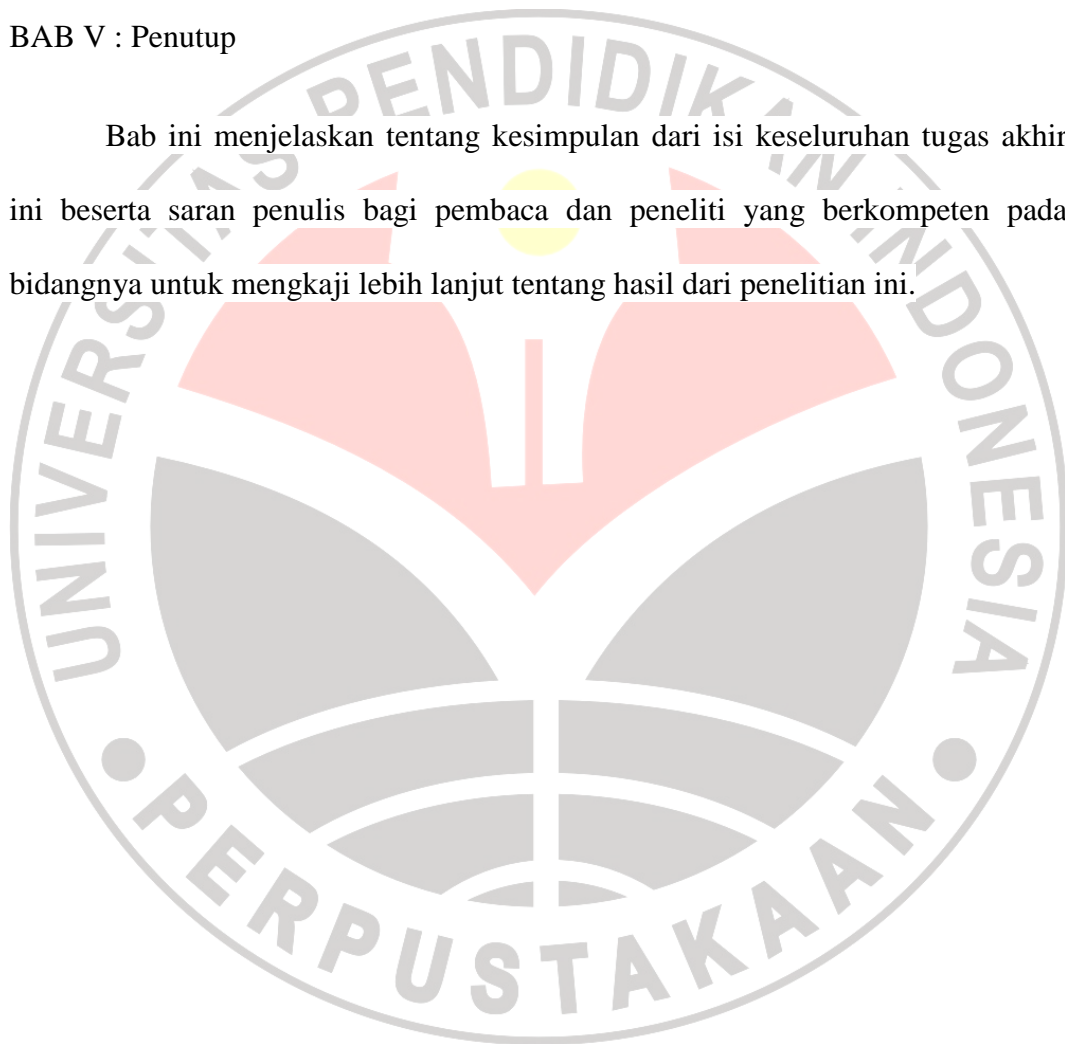 BAB V : Penutup
Bab ini menjelaskan tentang kesimpulan dari isi keseluruhan tugas akhir
ini beserta saran penulis bagi pembaca dan peneliti yang berkompeten pada
bidangnya untuk mengkaji lebih lanjut tentang hasil dari penelitian ini.
UNIVERSITAS PENDIDIKAN INDONESIA
PERPUSTAKAAN